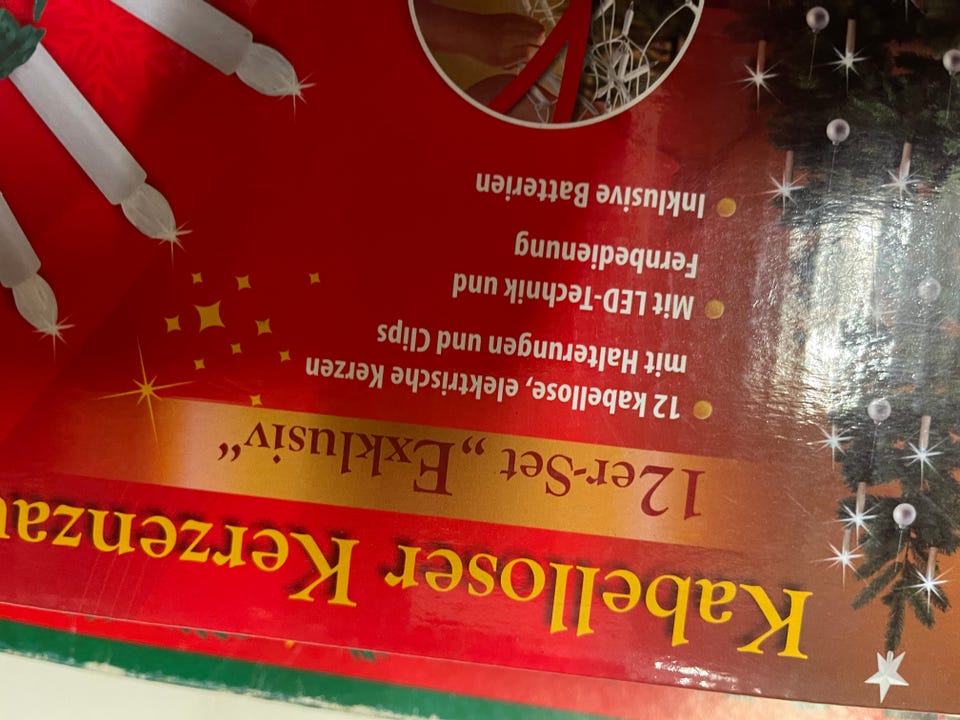 Kabelloser Kerzenzau
12er-Set „Exklusiv“
12 kabellose, elektrische Kerzen
mit Halterungen und Clips
Mit LED-Technik und
Fernbedienung
Inklusive Batterien